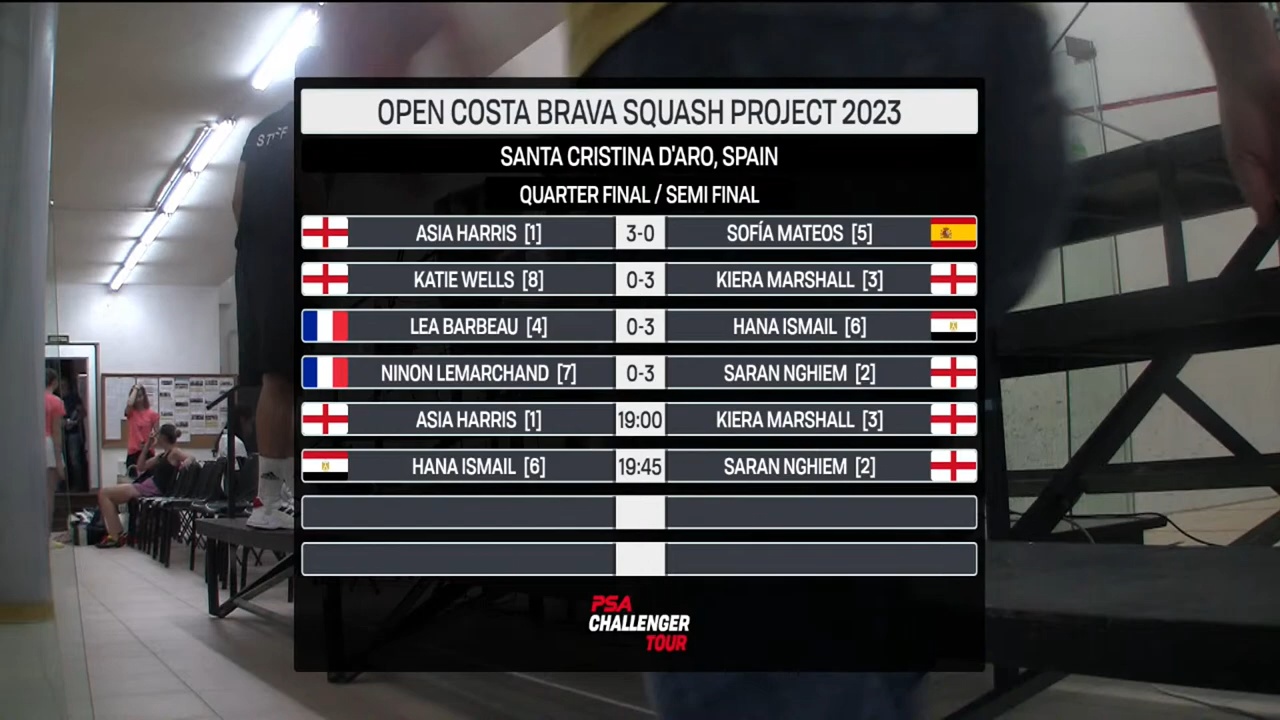 OPEN COSTA BRAVA SQUASH PROJECT 2023
SANTA CRISTINA D'ARO, SPAIN
QUARTER FINAL / SEMI FINAL
ASIA HARRIS [1] 3-0 SOFÍA MATEOS [5]
KATIE WELLS [8] 0-3 KIERA MARSHALL [3]
LEA BARBEAU [4] 0-3 HANA ISMAIL [6]
NINON LEMARCHAND [7] 0-3 SARAN NGHIEM [2]
ASIA HARRIS [1] 19:00 KIERA MARSHALL [3]
HANA ISMAIL [6] 19:45 SARAN NGHIEM [2]
PSA
CHALLENGER
TOUR
STAFF